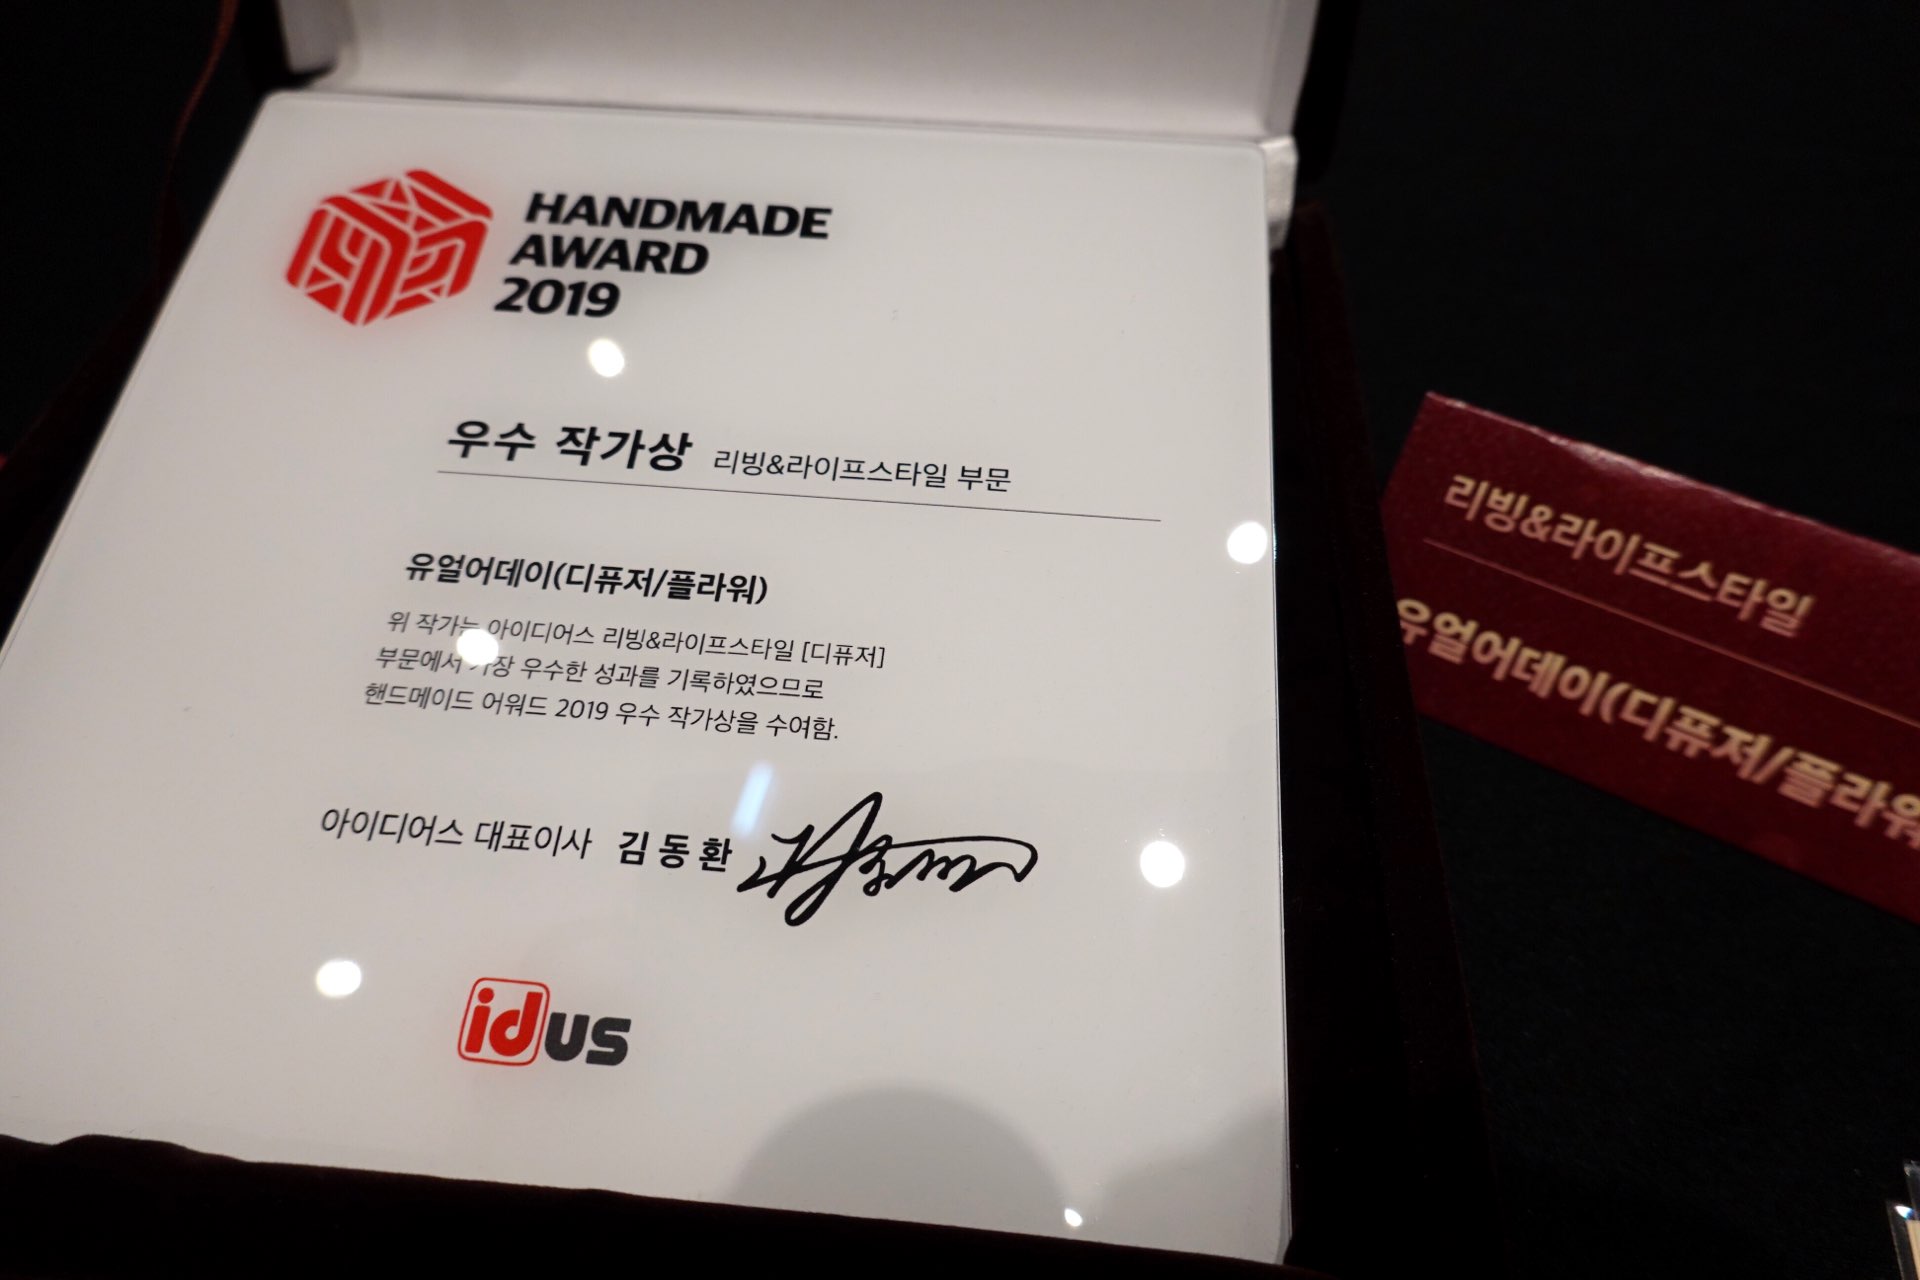 HANDMADE
AWARD
2019
우수 작가상 리빙&라이프스타일 부문
유얼어데이(디퓨저/플라워)
위 작가는 아이디어스 리빙&라이프스타일 [디퓨저]
부문에서 가장 우수한 성과를 기록하였으므로
핸드메이드 어워드 2019 우수 작가상을 수여함.
아이디어스 대표이사 김동환
idus
리빙&라이프스타일
유얼어데이(디퓨저/플라워